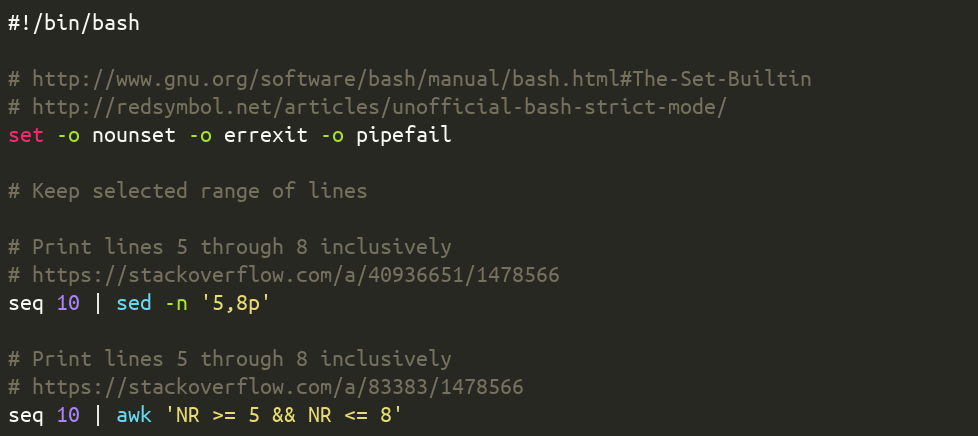 #!/bin/bash

# http://www.gnu.org/software/bash/manual/bash.html#The-Set-Builtin
# http://redsymbol.net/articles/unofficial-bash-strict-mode/
set -o nounset -o errexit -o pipefail

# Keep selected range of lines

# Print lines 5 through 8 inclusively
# https://stackoverflow.com/a/40936651/1478566
seq 10 | sed -n '5,8p'

# Print lines 5 through 8 inclusively
# https://stackoverflow.com/a/83383/1478566
seq 10 | awk 'NR >= 5 && NR <= 8'